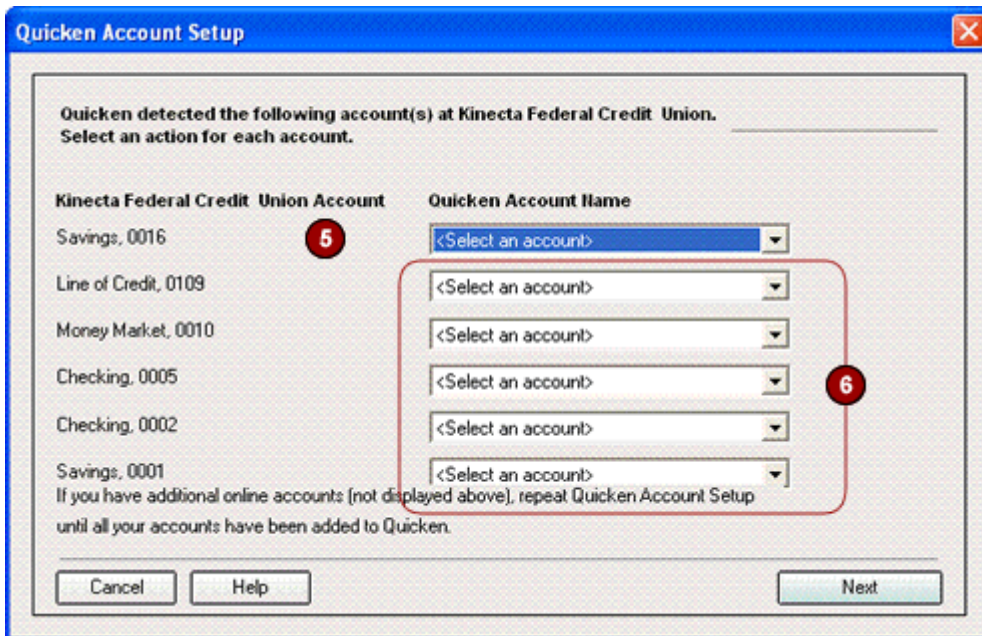 Quicken Account Setup
Quicken detected the following account(s) at Kinecta Federal Credit Union.
Select an action for each account.
Kinecta Federal Credit Union Account Quicken Account Name
Savings, 0016 5 <Select an account>
Line of Credit, 0109 <Select an account>
Money Market, 0010 <Select an account>
Checking, 0005 <Select an account> 6
Checking, 0002 <Select an account>
Savings, 0001 <Select an account>
If you have additional online accounts (not displayed above), repeat Quicken Account Setup
until all your accounts have been added to Quicken.
Cancel Help Next